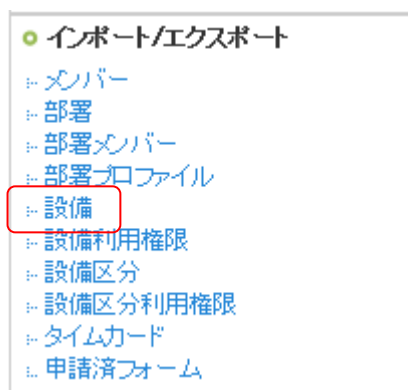 インポート/エクスポート
メンバー
部署
部署メンバー
部署プロファイル
設備
設備利用権限
設備区分
設備区分利用権限
タイムカード
申請済フォーム